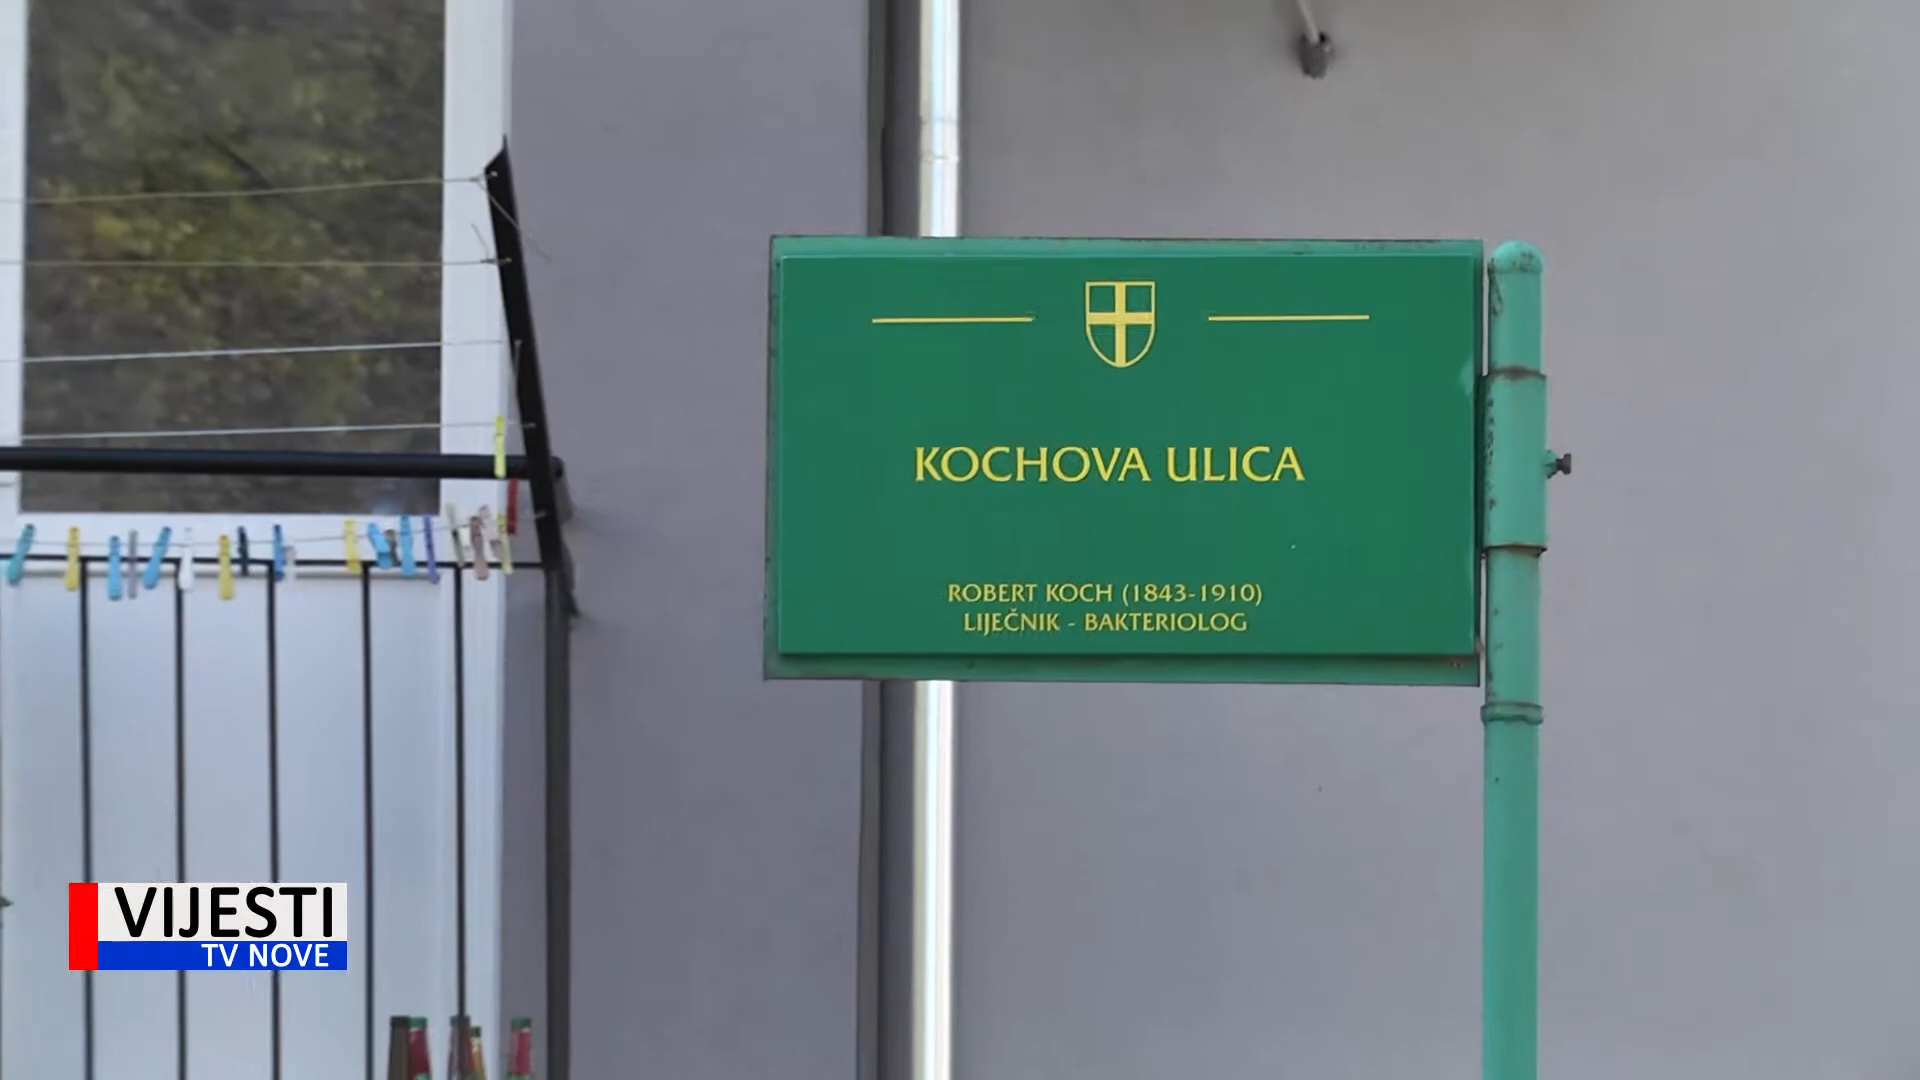 KOCHOVA ULICA
ROBERT KOCH (1843-1910)
LIJEČNIK - BAKTERIOLOG
VIJESTI
TV NOVE